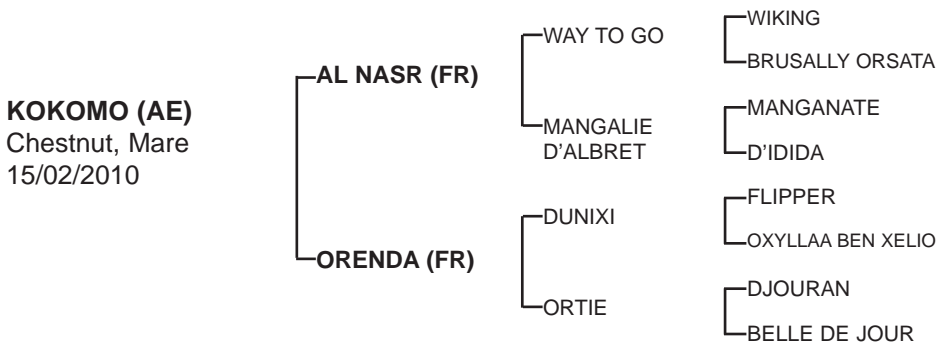 KOKOMO (AE)
Chestnut, Mare
15/02/2010
AL NASR (FR)
ORENDA (FR)
WAY TO GO
MANGALIE
D'ALBRET
DUNIXI
ORTIE
WIKING
BRUSALLY ORSATA
MANGANATE
D'IDIDA
FLIPPER
OXYLLAA BEN XELIO
DJOURAN
BELLE DE JOUR